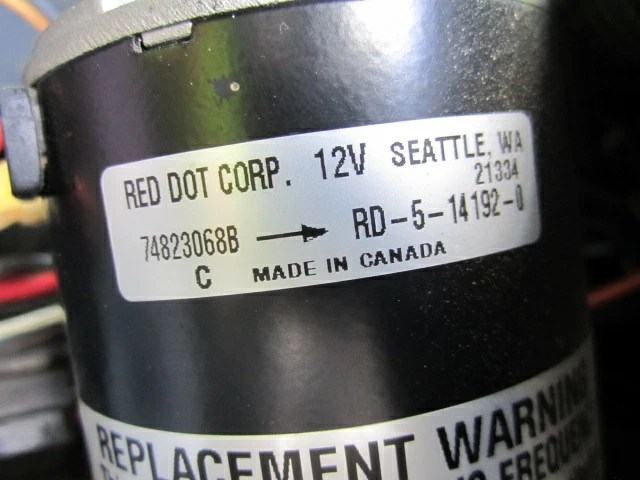 RED DOT CORP. 12V SEATTLE, WA
21334
74823068B RD-5-14192-0
C MADE IN CANADA
REPLACEMENT WARNING